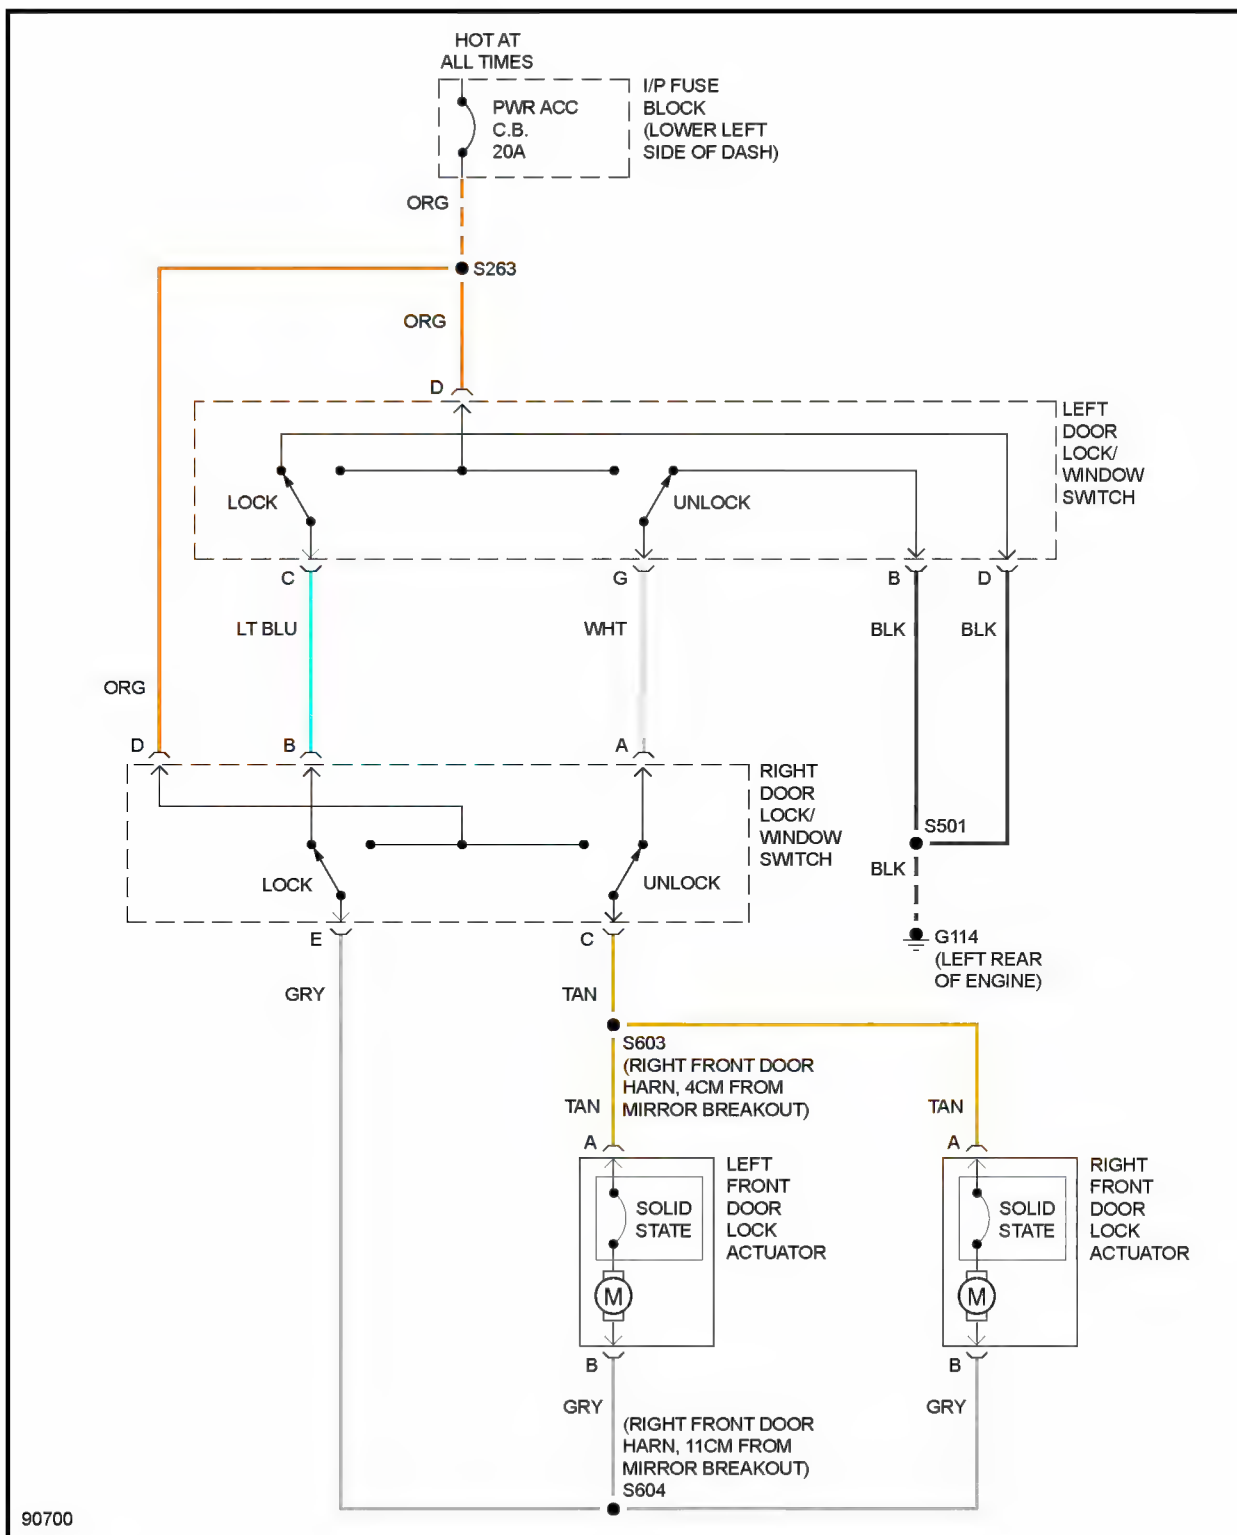 HOT AT
ALL TIMES
PWR ACC
C.B.
20A
I/P FUSE
BLOCK
(LOWER LEFT
SIDE OF DASH)
ORG
S263
ORG
D
LEFT
DOOR
LOCK/
WINDOW
SWITCH
LOCK
UNLOCK
C
G
B
D
LT BLU
WHT
BLK
BLK
ORG
D
B
A
RIGHT
DOOR
LOCK/
WINDOW
SWITCH
S501
BLK
LOCK
UNLOCK
E
C
G114
(LEFT REAR
OF ENGINE)
GRY
TAN
S603
(RIGHT FRONT DOOR
HARN, 4CM FROM
MIRROR BREAKOUT)
TAN
TAN
A
A
LEFT
FRONT
DOOR
LOCK
ACTUATOR
RIGHT
FRONT
DOOR
LOCK
ACTUATOR
SOLID
STATE
SOLID
STATE
M
M
B
B
GRY
GRY
(RIGHT FRONT DOOR
HARN, 11CM FROM
MIRROR BREAKOUT)
S604
90700